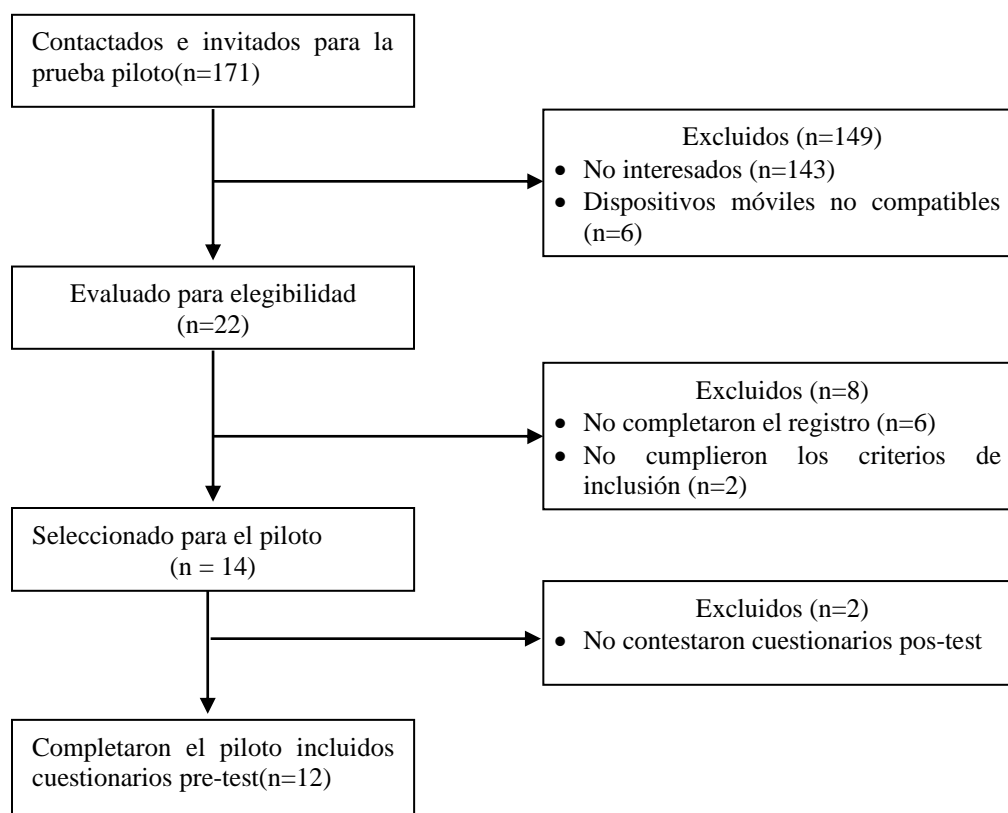 Contactados e invitados para la
prueba piloto(n=171)
Excluidos (n=149)
• No interesados (n=143)
• Dispositivos móviles no compatibles
(n=6)
Evaluado para elegibilidad
(n=22)
Excluidos (n=8)
• No completaron el registro (n=6)
• No cumplieron los criterios de
inclusión (n=2)
Seleccionado para el piloto
(n = 14)
Excluidos (n=2)
• No contestaron cuestionarios pos-test
Completaron el piloto incluidos
cuestionarios pre-test(n=12)